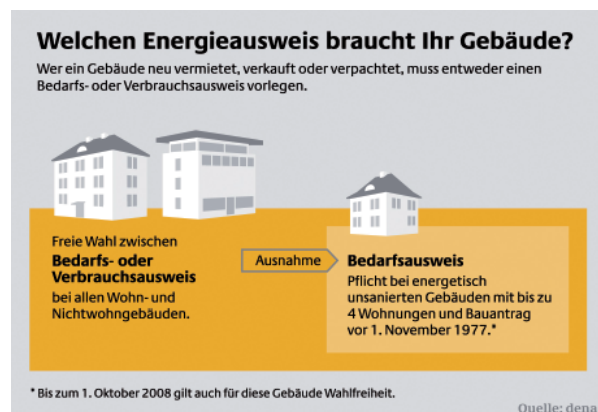 Welchen Energieausweis braucht Ihr Gebäude?
Wer ein Gebäude neu vermietet, verkauft oder verpachtet, muss entweder einen
Bedarfs- oder Verbrauchsausweis vorlegen.
Freie Wahl zwischen
Bedarfs- oder
Verbrauchsausweis
bei allen Wohn- und
Nichtwohngebäuden.
Ausnahme
Bedarfsausweis
Pflicht bei energetisch
unsanierten Gebäuden mit bis zu
4 Wohnungen und Bauantrag
vor 1. November 1977.*
* Bis zum 1. Oktober 2008 gilt auch für diese Gebäude Wahlfreiheit.
Quelle: dena